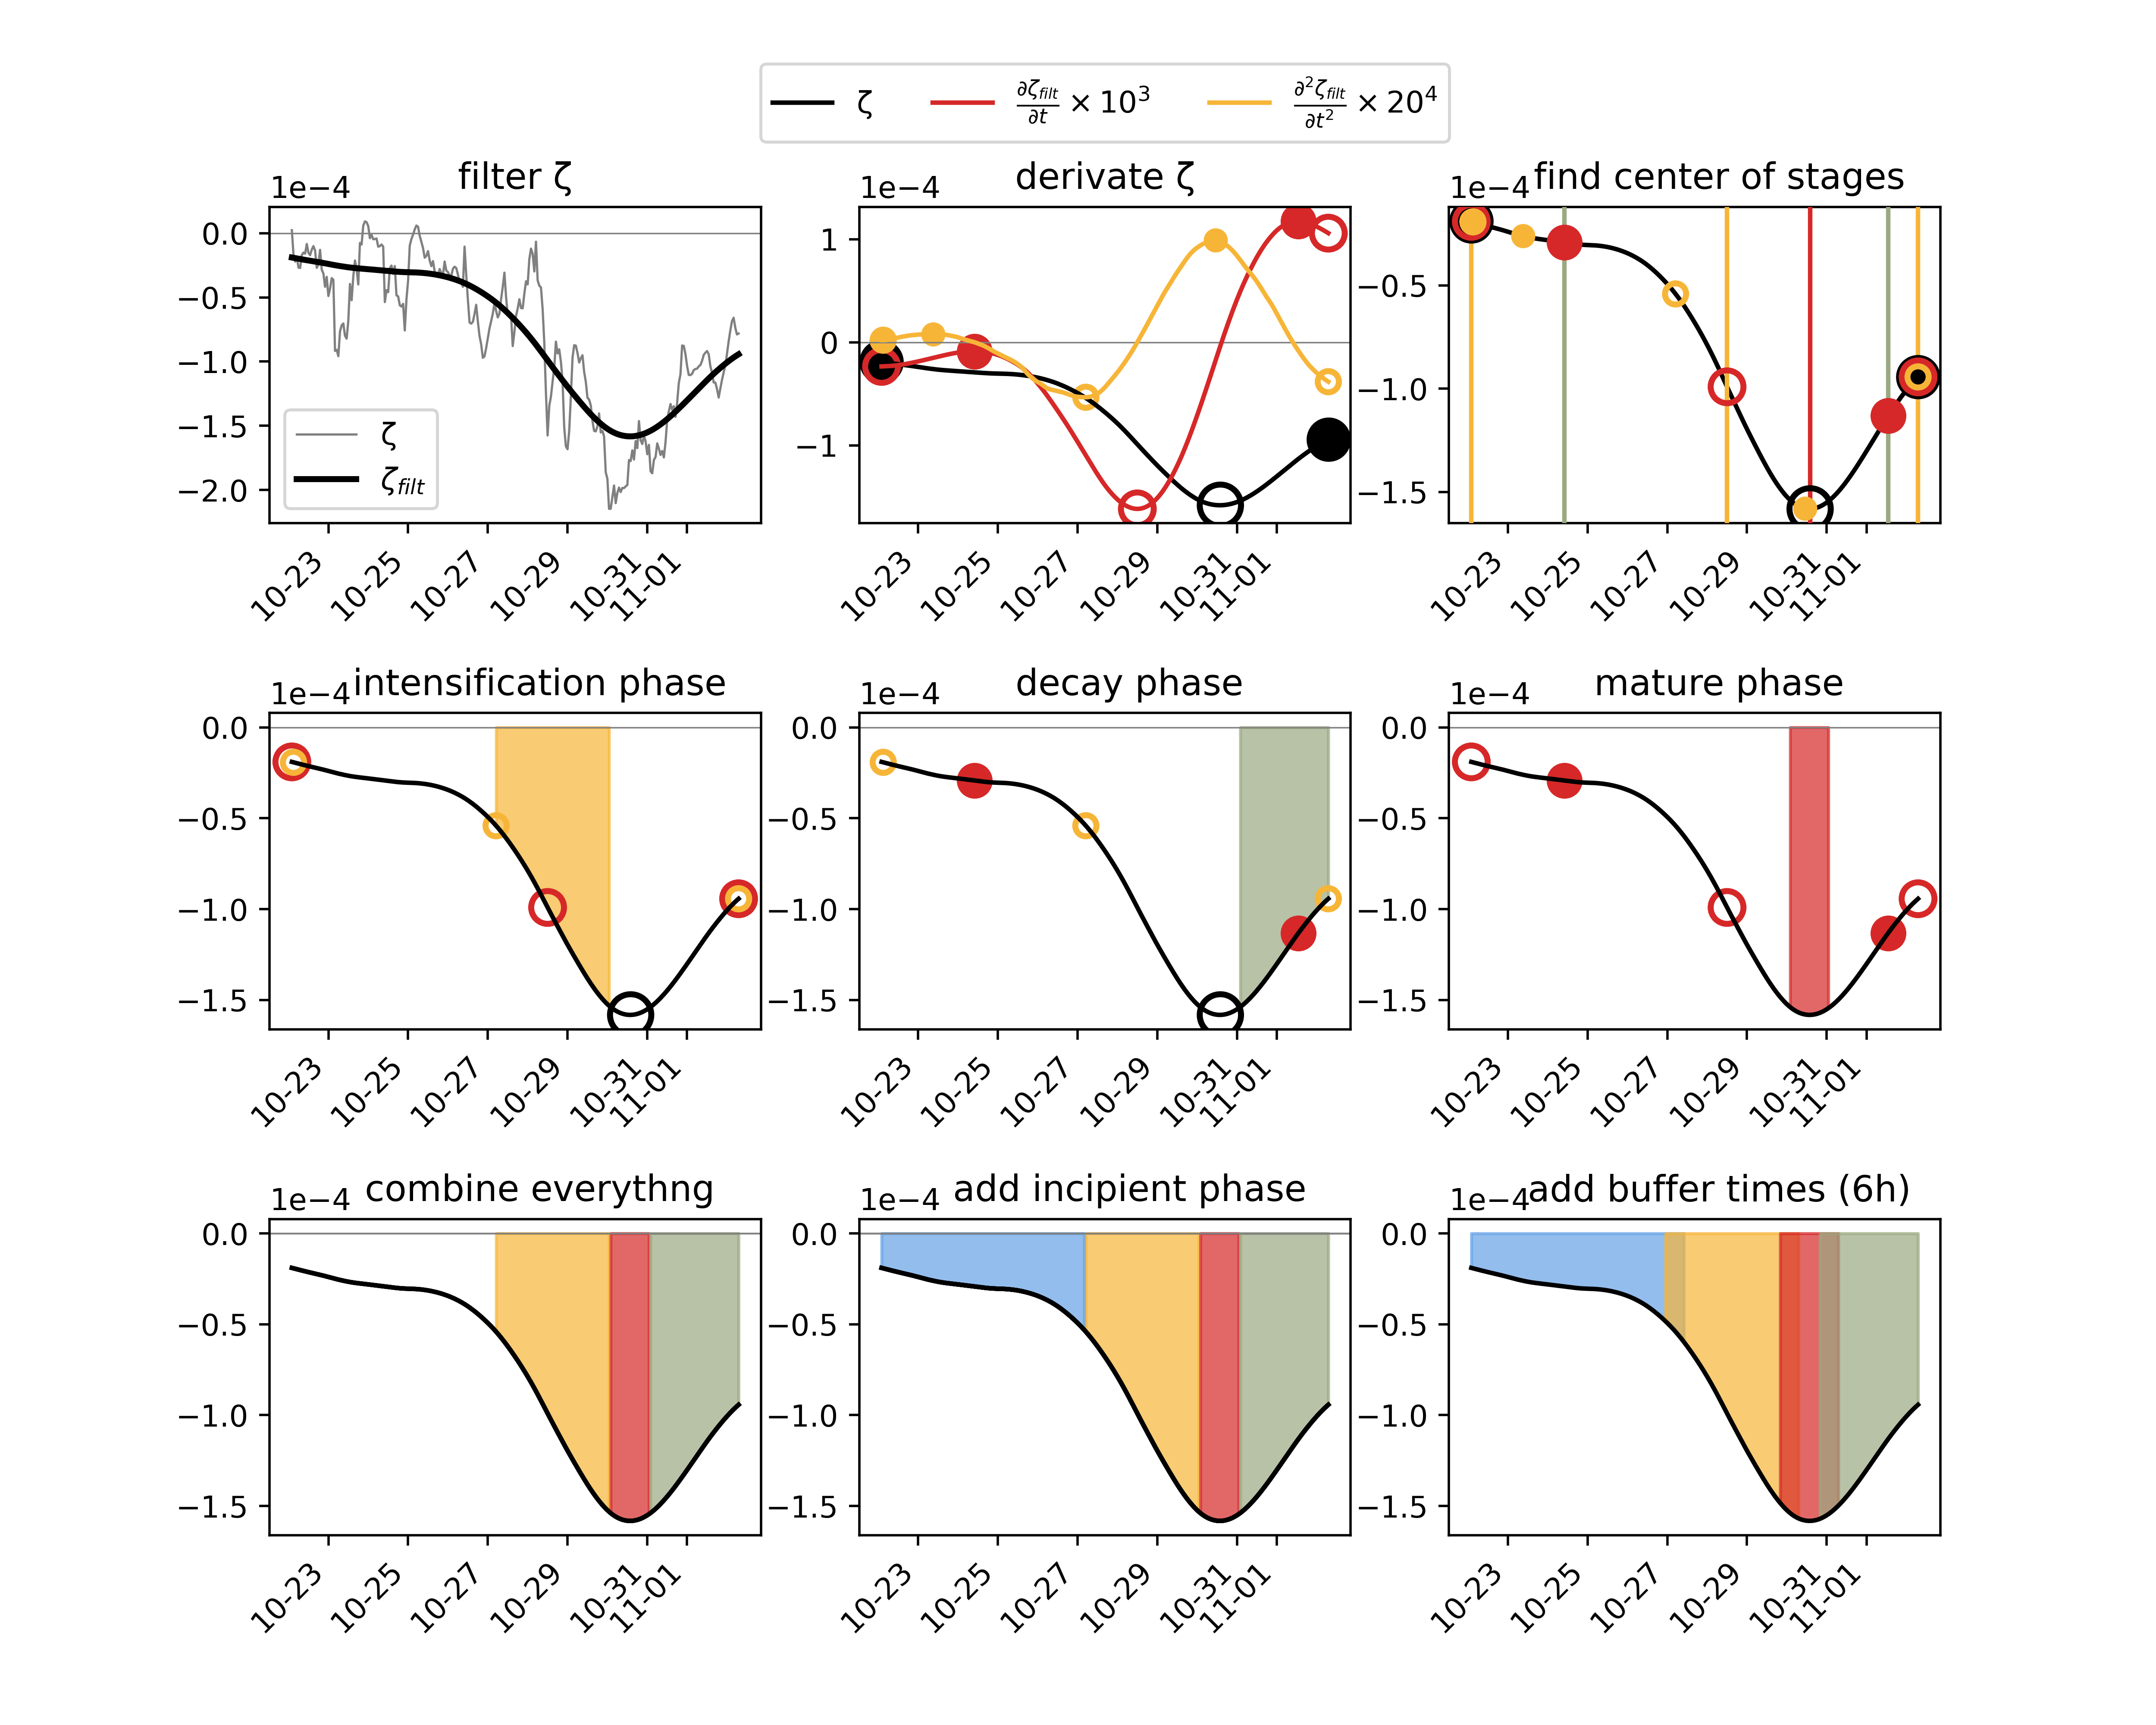 ζ ∂ζ_filt/∂t × 10³ ∂²ζ_filt/∂t² × 20⁴
filter ζ
1e−4
0.0
−0.5
−1.0
−1.5
−2.0
ζ
ζ_filt
10-23 10-25 10-27 10-29 10-31 11-01
derivate ζ
1e−4
1
0
−1
10-23 10-25 10-27 10-29 10-31 11-01
find center of stages
1e−4
−0.5
−1.0
−1.5
10-23 10-25 10-27 10-29 10-31 11-01
intensification phase
1e−4
0.0
−0.5
−1.0
−1.5
10-23 10-25 10-27 10-29 10-31 11-01
decay phase
1e−4
0.0
−0.5
−1.0
−1.5
10-23 10-25 10-27 10-29 10-31 11-01
mature phase
1e−4
0.0
−0.5
−1.0
−1.5
10-23 10-25 10-27 10-29 10-31 11-01
combine everythng
1e−4
0.0
−0.5
−1.0
−1.5
10-23 10-25 10-27 10-29 10-31 11-01
add incipient phase
1e−4
0.0
−0.5
−1.0
−1.5
10-23 10-25 10-27 10-29 10-31 11-01
add buffer times (6h)
1e−4
0.0
−0.5
−1.0
−1.5
10-23 10-25 10-27 10-29 10-31 11-01